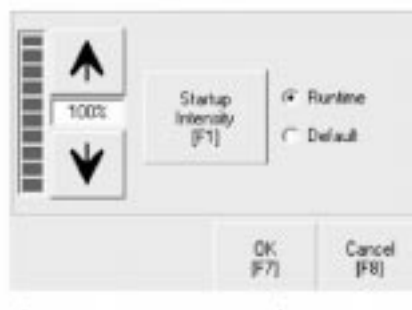 100%
Startup
Intensity
[F1]
Runtime
Default
OK
[F7]
Cancel
[F8]